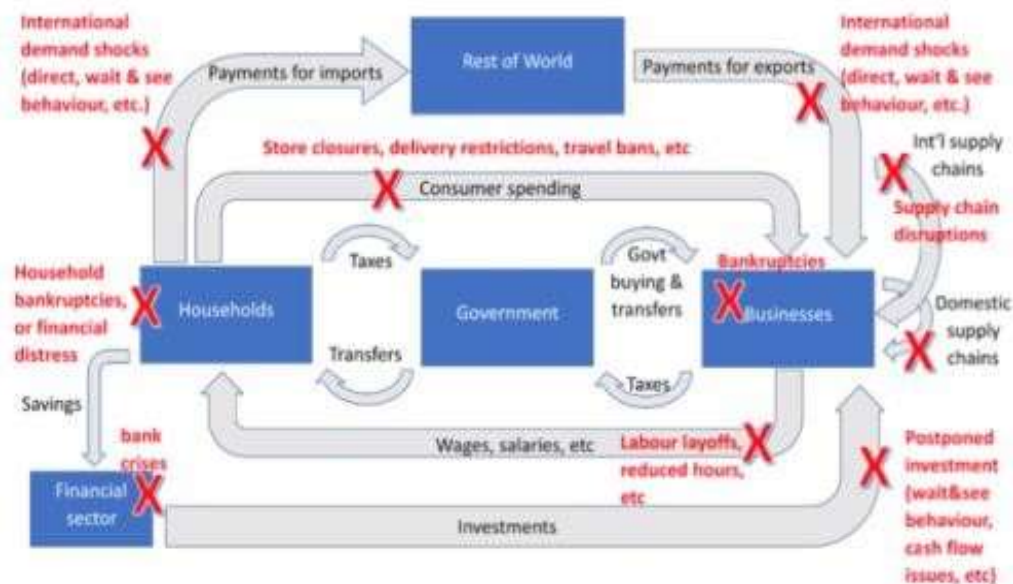 International
demand shocks
(direct, wait & see
behaviour, etc.)
Payments for imports
Rest of World
Payments for exports
International
demand shocks
(direct, wait & see
behaviour, etc.)
Store closures, delivery restrictions, travel bans, etc
Consumer spending
Int'l supply
chains
Supply chain
disruptions
Household
bankruptcies,
or financial
distress
Households
Taxes
Transfers
Government
Govt
buying &
transfers
Taxes
Bankruptcies
Businesses
Domestic
supply
chains
Savings
bank
crises
Financial
sector
Wages, salaries, etc
Labour layoffs,
reduced hours,
etc
Investments
Postponed
investment
(wait&see
behaviour,
cash flow
issues, etc)